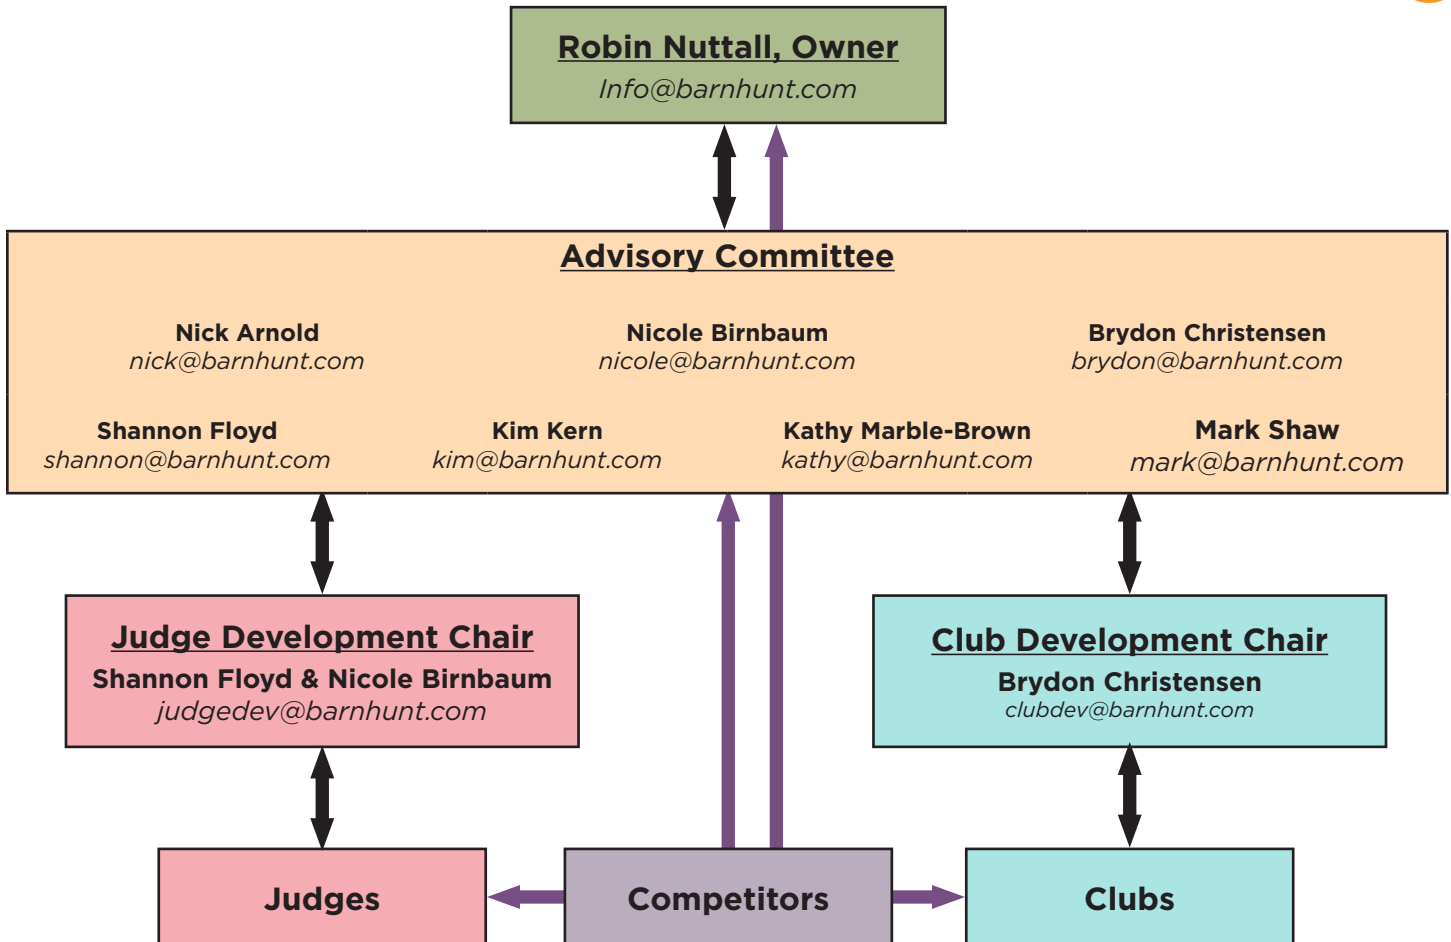 Robin Nuttall, Owner
Info@barnhunt.com
Advisory Committee
Nick Arnold
nick@barnhunt.com
Nicole Birnbaum
nicole@barnhunt.com
Brydon Christensen
brydon@barnhunt.com
Shannon Floyd
shannon@barnhunt.com
Kim Kern
kim@barnhunt.com
Kathy Marble-Brown
kathy@barnhunt.com
Mark Shaw
mark@barnhunt.com
Judge Development Chair
Shannon Floyd & Nicole Birnbaum
judgedev@barnhunt.com
Club Development Chair
Brydon Christensen
clubdev@barnhunt.com
Judges
Competitors
Clubs